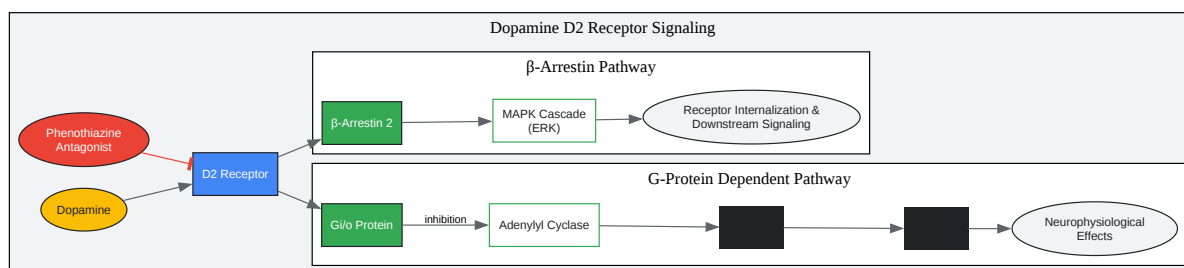 Dopamine D2 Receptor Signaling
β-Arrestin Pathway
β-Arrestin 2
MAPK Cascade
(ERK)
Receptor Internalization &
Downstream Signaling
Phenothiazine
Antagonist
D2 Receptor
Dopamine
G-Protein Dependent Pathway
Gi/o Protein
inhibition
Adenylyl Cyclase
Neurophysiological
Effects